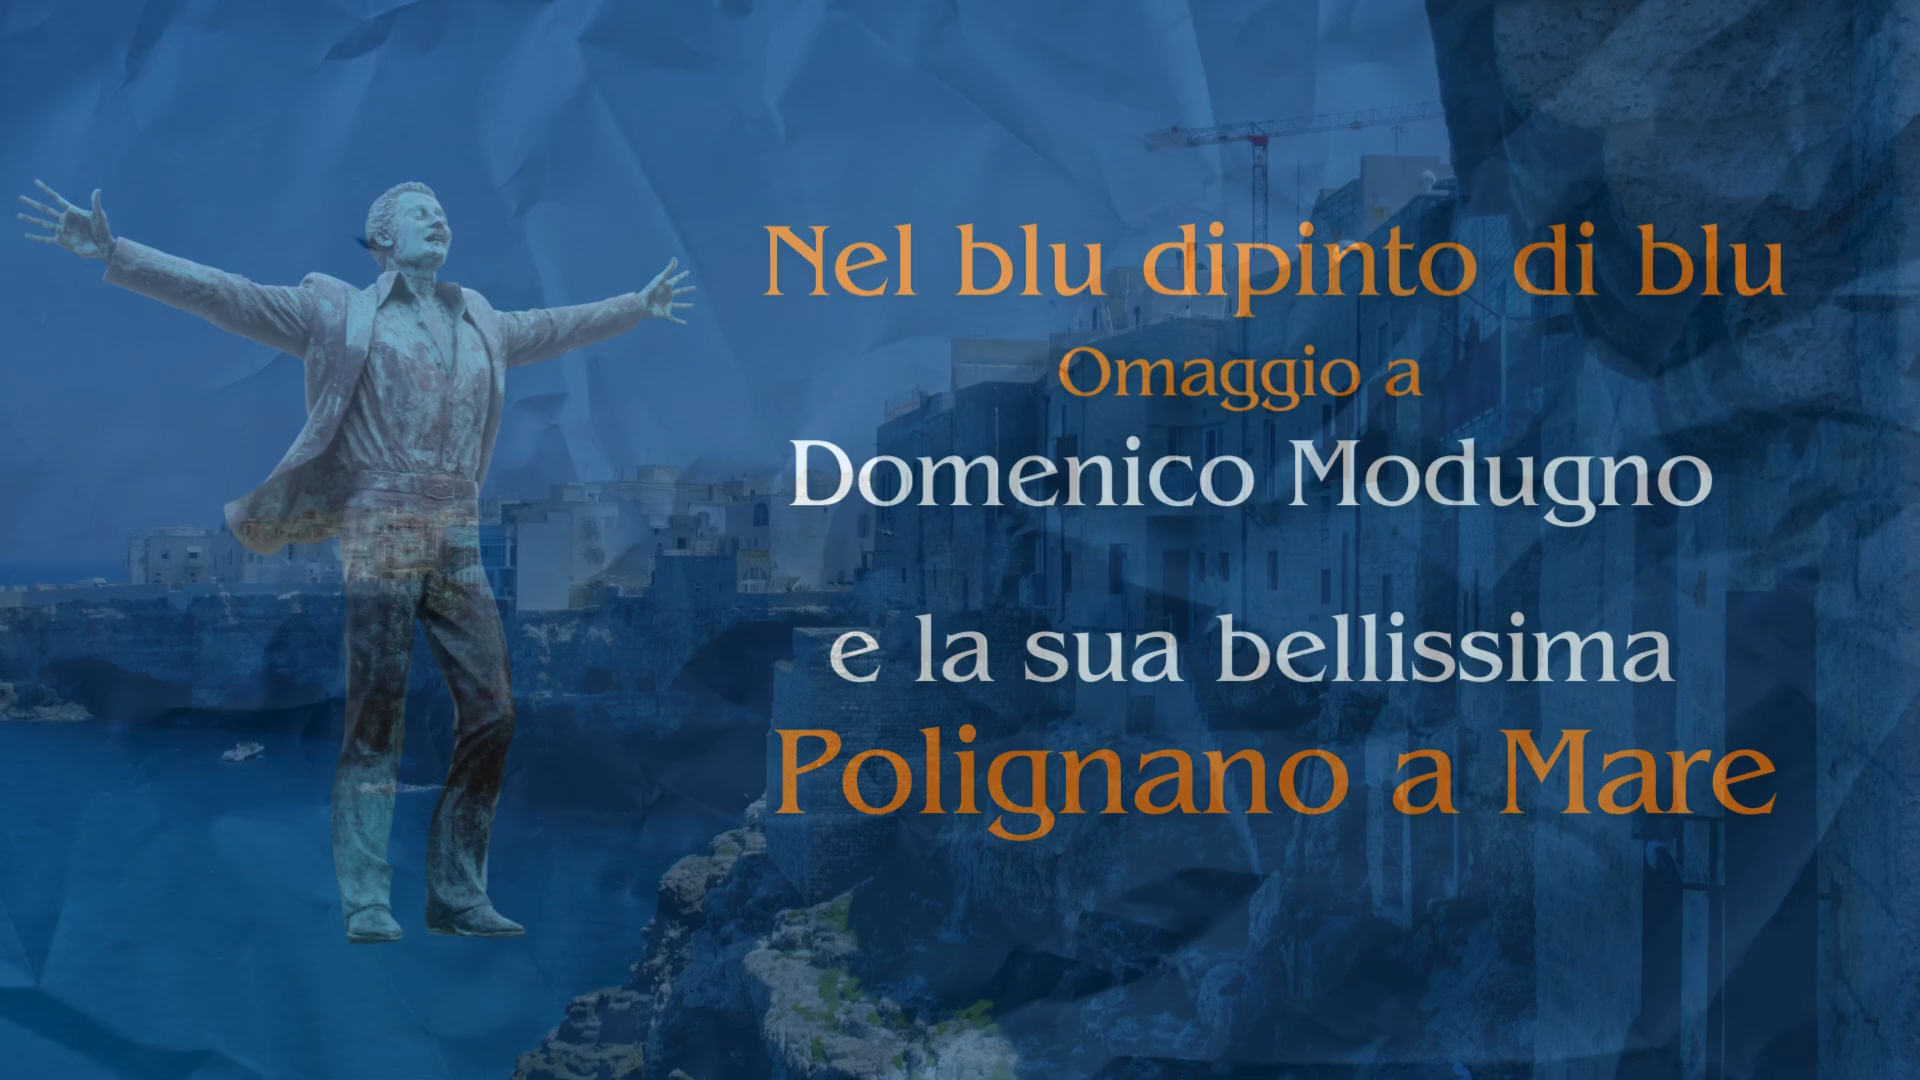 Nel blu dipinto di blu
Omaggio a
Domenico Modugno
e la sua bellissima
Polignano a Mare